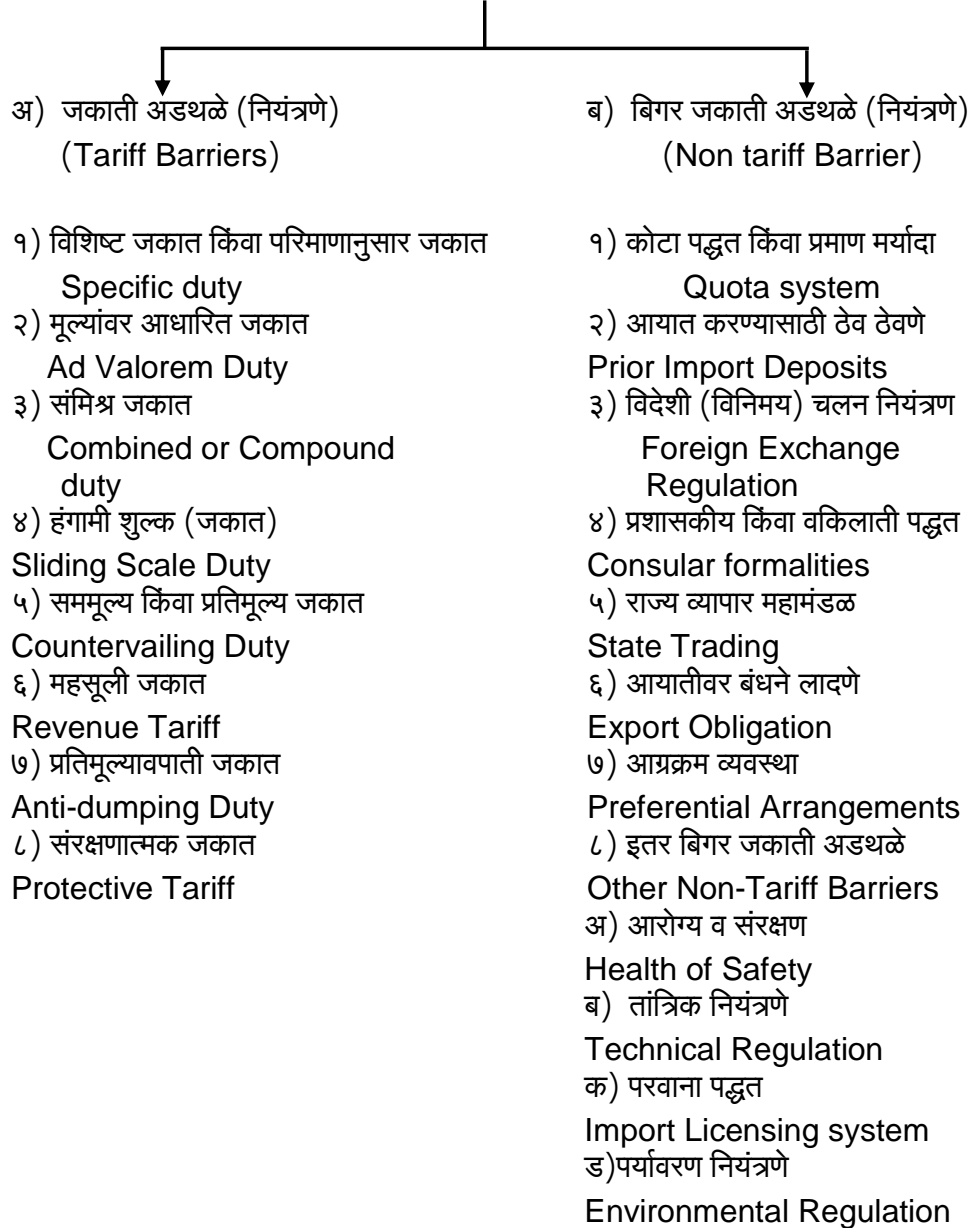 अ) जकाती अडथळे (नियंत्रणे)
(Tariff Barriers)
१) विशिष्ट जकात किंवा परिमाणानुसार जकात
Specific duty
२) मूल्यांवर आधारित जकात
Ad Valorem Duty
३) संमिश्र जकात
Combined or Compound
duty
४) हंगामी शुल्क (जकात)
Sliding Scale Duty
५) सममूल्य किंवा प्रतिमूल्य जकात
Countervailing Duty
६) महसूली जकात
Revenue Tariff
७) प्रतिमूल्यावपाती जकात
Anti-dumping Duty
८) संरक्षणात्मक जकात
Protective Tariff
ब) बिगर जकाती अडथळे (नियंत्रणे)
(Non tariff Barrier)
१) कोटा पद्धत किंवा प्रमाण मर्यादा
Quota system
२) आयात करण्यासाठी ठेव ठेवणे
Prior Import Deposits
३) विदेशी (विनिमय) चलन नियंत्रण
Foreign Exchange
Regulation
४) प्रशासकीय किंवा वकिलाती पद्धत
Consular formalities
५) राज्य व्यापार महामंडळ
State Trading
६) आयातीवर बंधने लादणे
Export Obligation
७) आग्रक्रम व्यवस्था
Preferential Arrangements
८) इतर बिगर जकाती अडथळे
Other Non-Tariff Barriers
अ) आरोग्य व संरक्षण
Health of Safety
ब) तांत्रिक नियंत्रणे
Technical Regulation
क) परवाना पद्धत
Import Licensing system
ड)पर्यावरण नियंत्रणे
Environmental Regulation